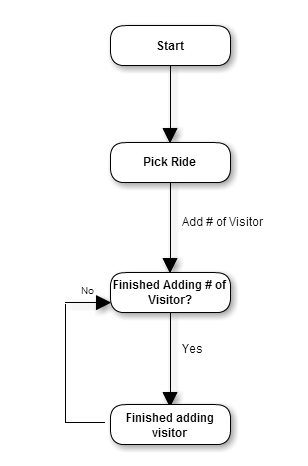 Start
Pick Ride
Add # of Visitor
Finished Adding # of
Visitor?
No
Yes
Finished adding
visitor